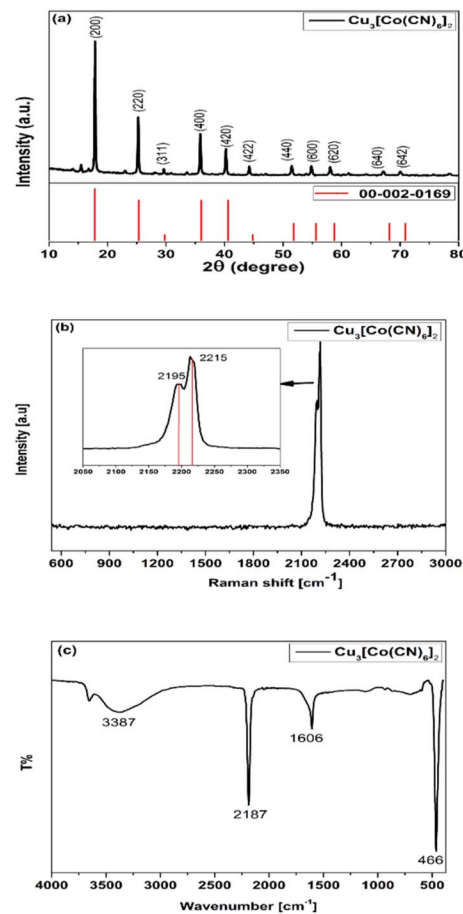 (a)
Cu₃[Co(CN)₆]₂
(200)
(220)
(311)
(400)
(420)
(422)
(440)
(600)
(620)
(640)
(642)
Intensity (a.u.)
00-002-0169
10 20 30 40 50 60 70 80
2θ (degree)
(b)
Cu₃[Co(CN)₆]₂
2195
2215
2050 2100 2150 2200 2250 2300 2350
Intensity [a.u]
600 900 1200 1500 1800 2100 2400 2700 3000
Raman shift [cm⁻¹]
(c)
Cu₃[Co(CN)₆]₂
3387
2187
1606
466
T%
4000 3500 3000 2500 2000 1500 1000 500
Wavenumber [cm⁻¹]